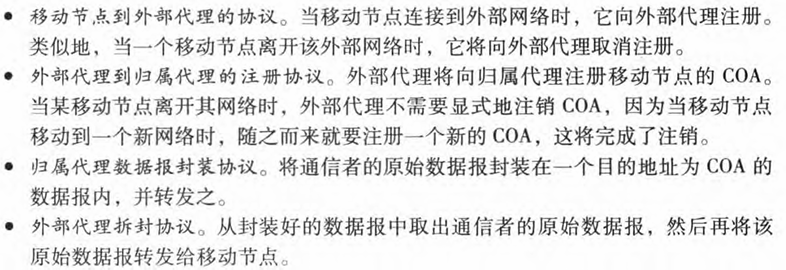 • 移动节点到外部代理的协议。当移动节点连接到外部网络时，它向外部代理注册。
类似地，当一个移动节点离开该外部网络时，它将向外部代理取消注册。
• 外部代理到归属代理的注册协议。外部代理将向归属代理注册移动节点的 COA。
当某移动节点离开其网络时，外部代理不需要显式地注销 COA，因为当移动节点
移动到一个新网络时，随之而来就要注册一个新的 COA，这将完成了注销。
• 归属代理数据报封装协议。将通信者的原始数据报封装在一个目的地址为 COA 的
数据报内，并转发之。
• 外部代理拆封协议。从封装好的数据报中取出通信者的原始数据报，然后再将该
原始数据报转发给移动节点。